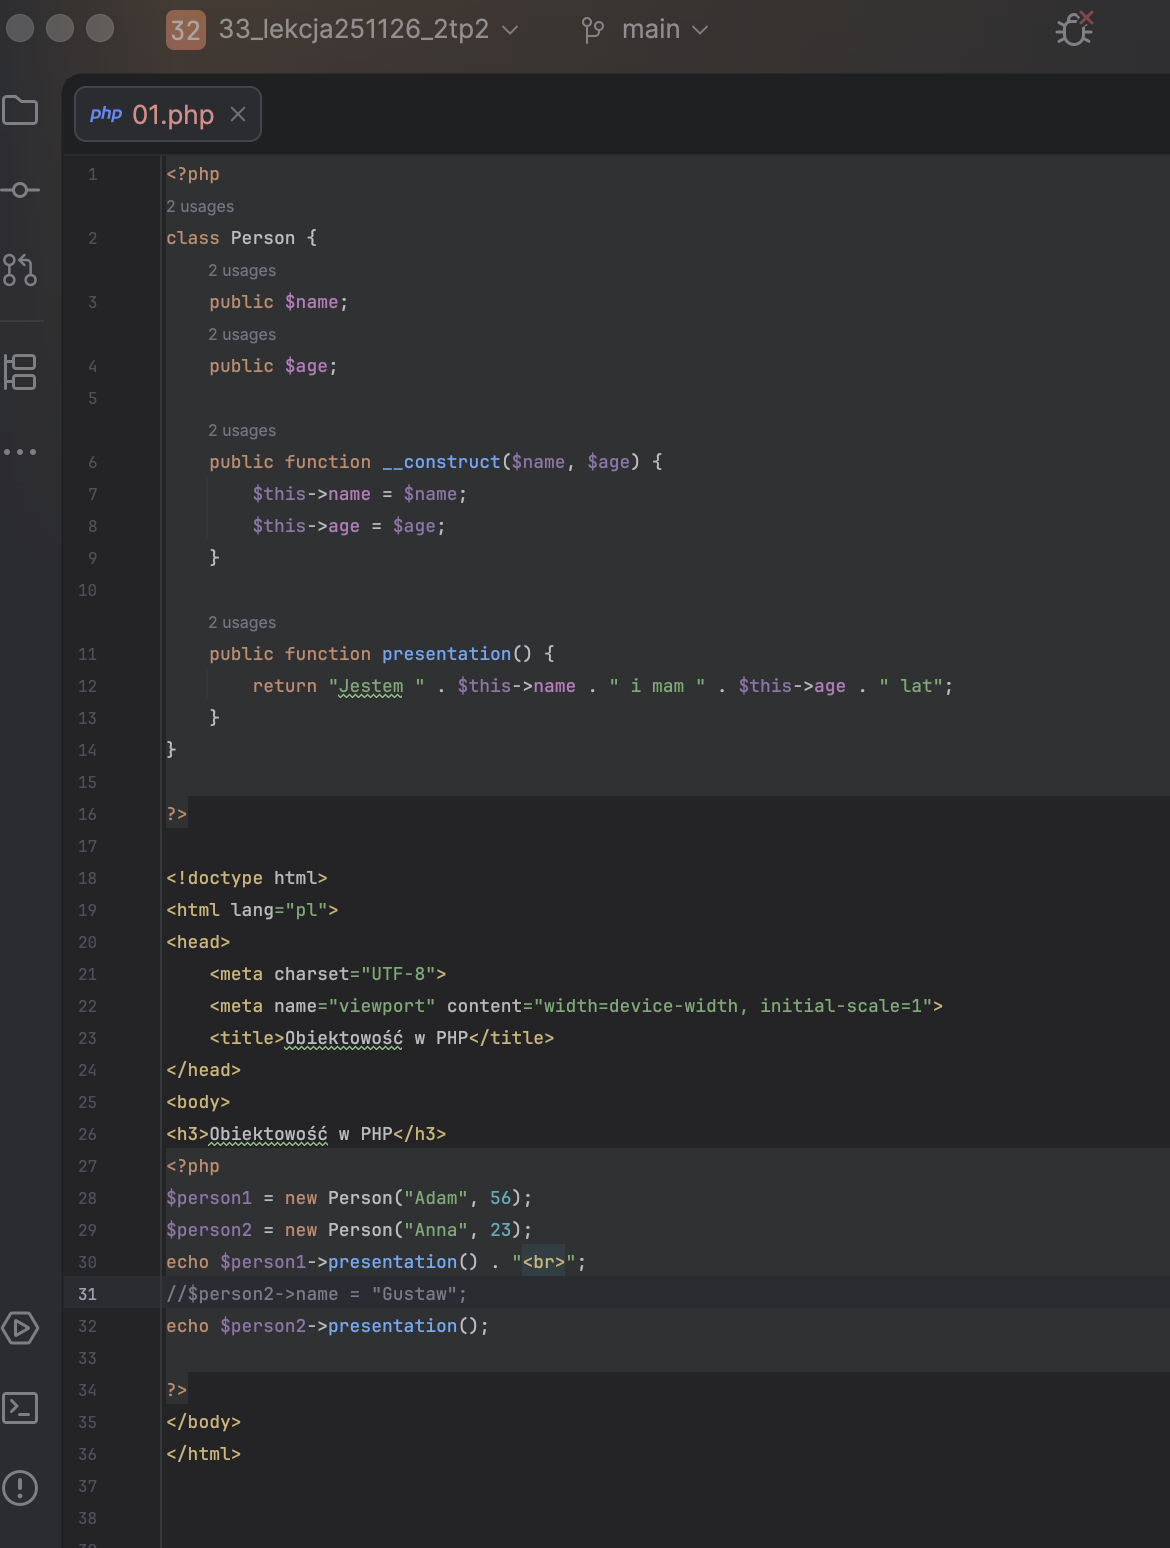 32 33_lekcja251126_2tp2 main
php 01.php
1 <?php
2 usages
2 class Person {
2 usages
3 public $name;
2 usages
4 public $age;
5
2 usages
6 public function __construct($name, $age) {
7 $this->name = $name;
8 $this->age = $age;
9 }
10
2 usages
11 public function presentation() {
12 return "Jestem " . $this->name . " i mam " . $this->age . " lat";
13 }
14 }
15
16 ?>
17
18 <!doctype html>
19 <html lang="pl">
20 <head>
21 <meta charset="UTF-8">
22 <meta name="viewport" content="width=device-width, initial-scale=1">
23 <title>Obiektowość w PHP</title>
24 </head>
25 <body>
26 <h3>Obiektowość w PHP</h3>
27 <?php
28 $person1 = new Person("Adam", 56);
29 $person2 = new Person("Anna", 23);
30 echo $person1->presentation() . "<br>";
31 //$person2->name = "Gustaw";
32 echo $person2->presentation();
33
34 ?>
35 </body>
36 </html>
37
38